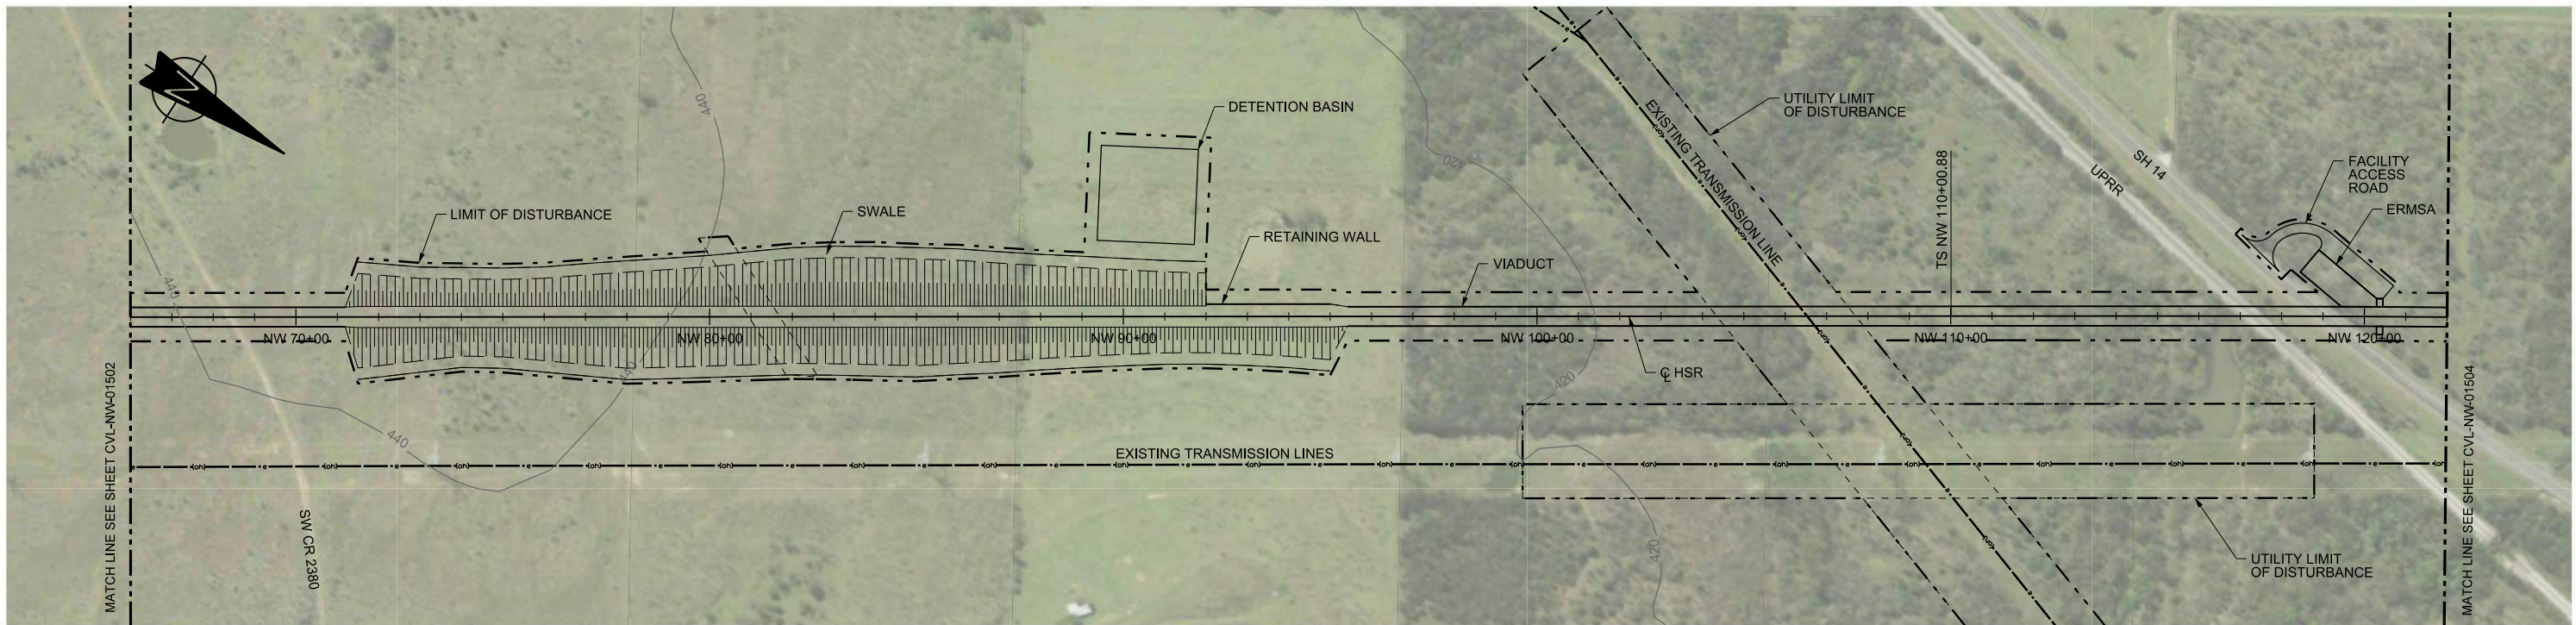 N
440
420
DETENTION BASIN
UTILITY LIMIT
OF DISTURBANCE
EXISTING TRANSMISSION LINE
TS NW 110+00.88
SH 14
UPRR
FACILITY
ACCESS
ROAD
ERMSA
LIMIT OF DISTURBANCE
SWALE
RETAINING WALL
VIADUCT
440
NW 70+00
NW 80+00
NW 90+00
NW 100+00
NW 110+00
NW 120+00
440
420
℄ HSR
440
EXISTING TRANSMISSION LINES
MATCH LINE SEE SHEET CVL-NW-01502
SW CR 2380
420
UTILITY LIMIT
OF DISTURBANCE
MATCH LINE SEE SHEET CVL-NW-01504